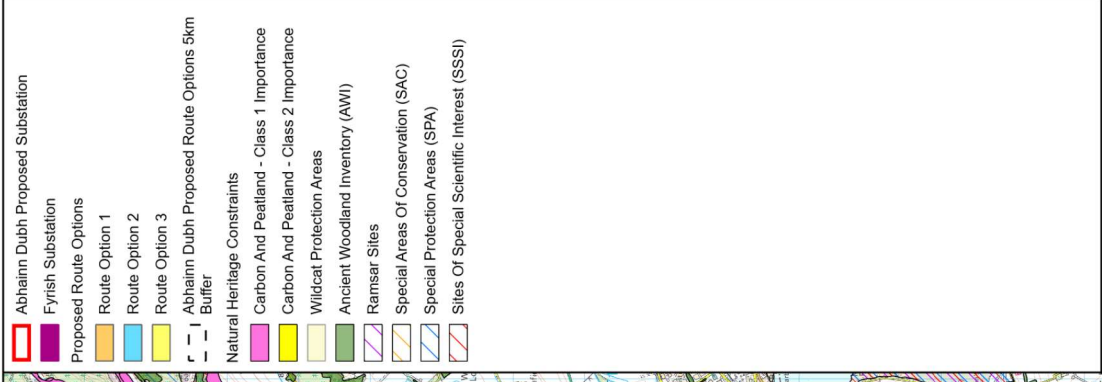 Abhainn Dubh Proposed Substation
Fyrish Substation
Proposed Route Options
Route Option 1
Route Option 2
Route Option 3
Abhainn Dubh Proposed Route Options 5km
Buffer
Natural Heritage Constraints
Carbon And Peatland - Class 1 Importance
Carbon And Peatland - Class 2 Importance
Wildcat Protection Areas
Ancient Woodland Inventory (AWI)
Ramsar Sites
Special Areas Of Conservation (SAC)
Special Protection Areas (SPA)
Sites Of Special Scientific Interest (SSSI)